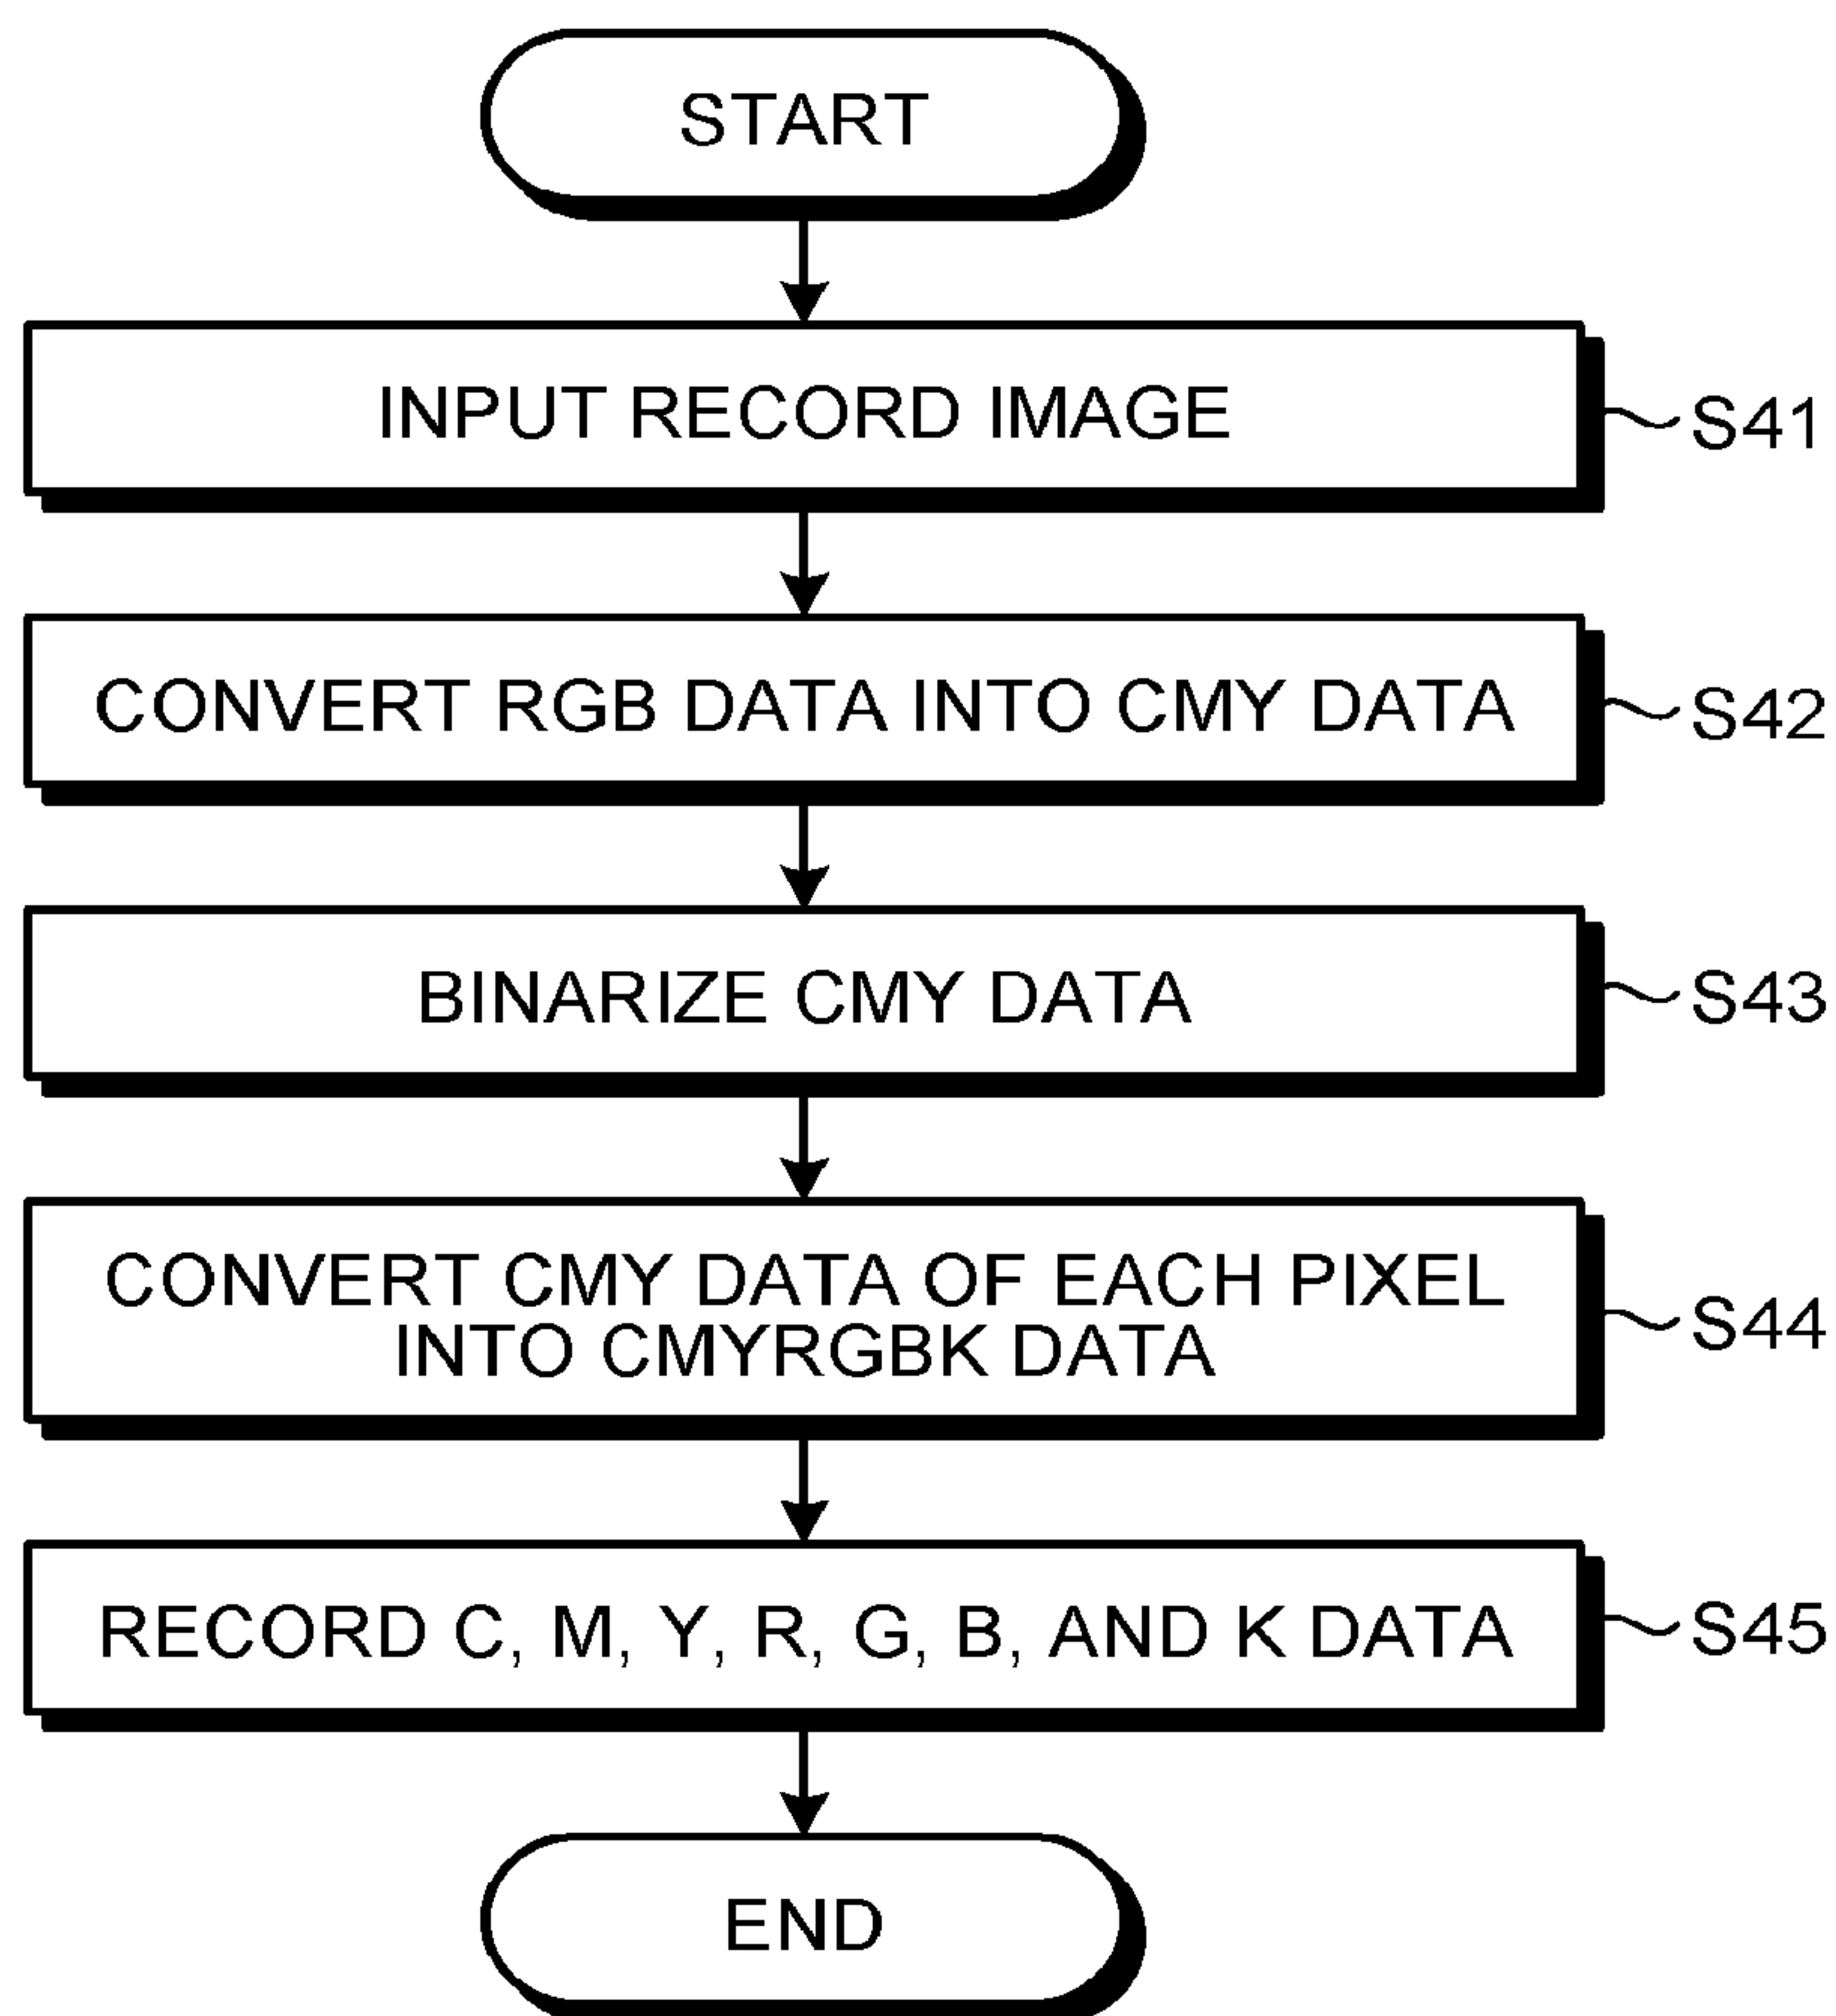 START
INPUT RECORD IMAGE
S41
CONVERT RGB DATA INTO CMY DATA
S42
BINARIZE CMY DATA
S43
CONVERT CMY DATA OF EACH PIXEL
INTO CMYRGBK DATA
S44
RECORD C, M, Y, R, G, B, AND K DATA
S45
END